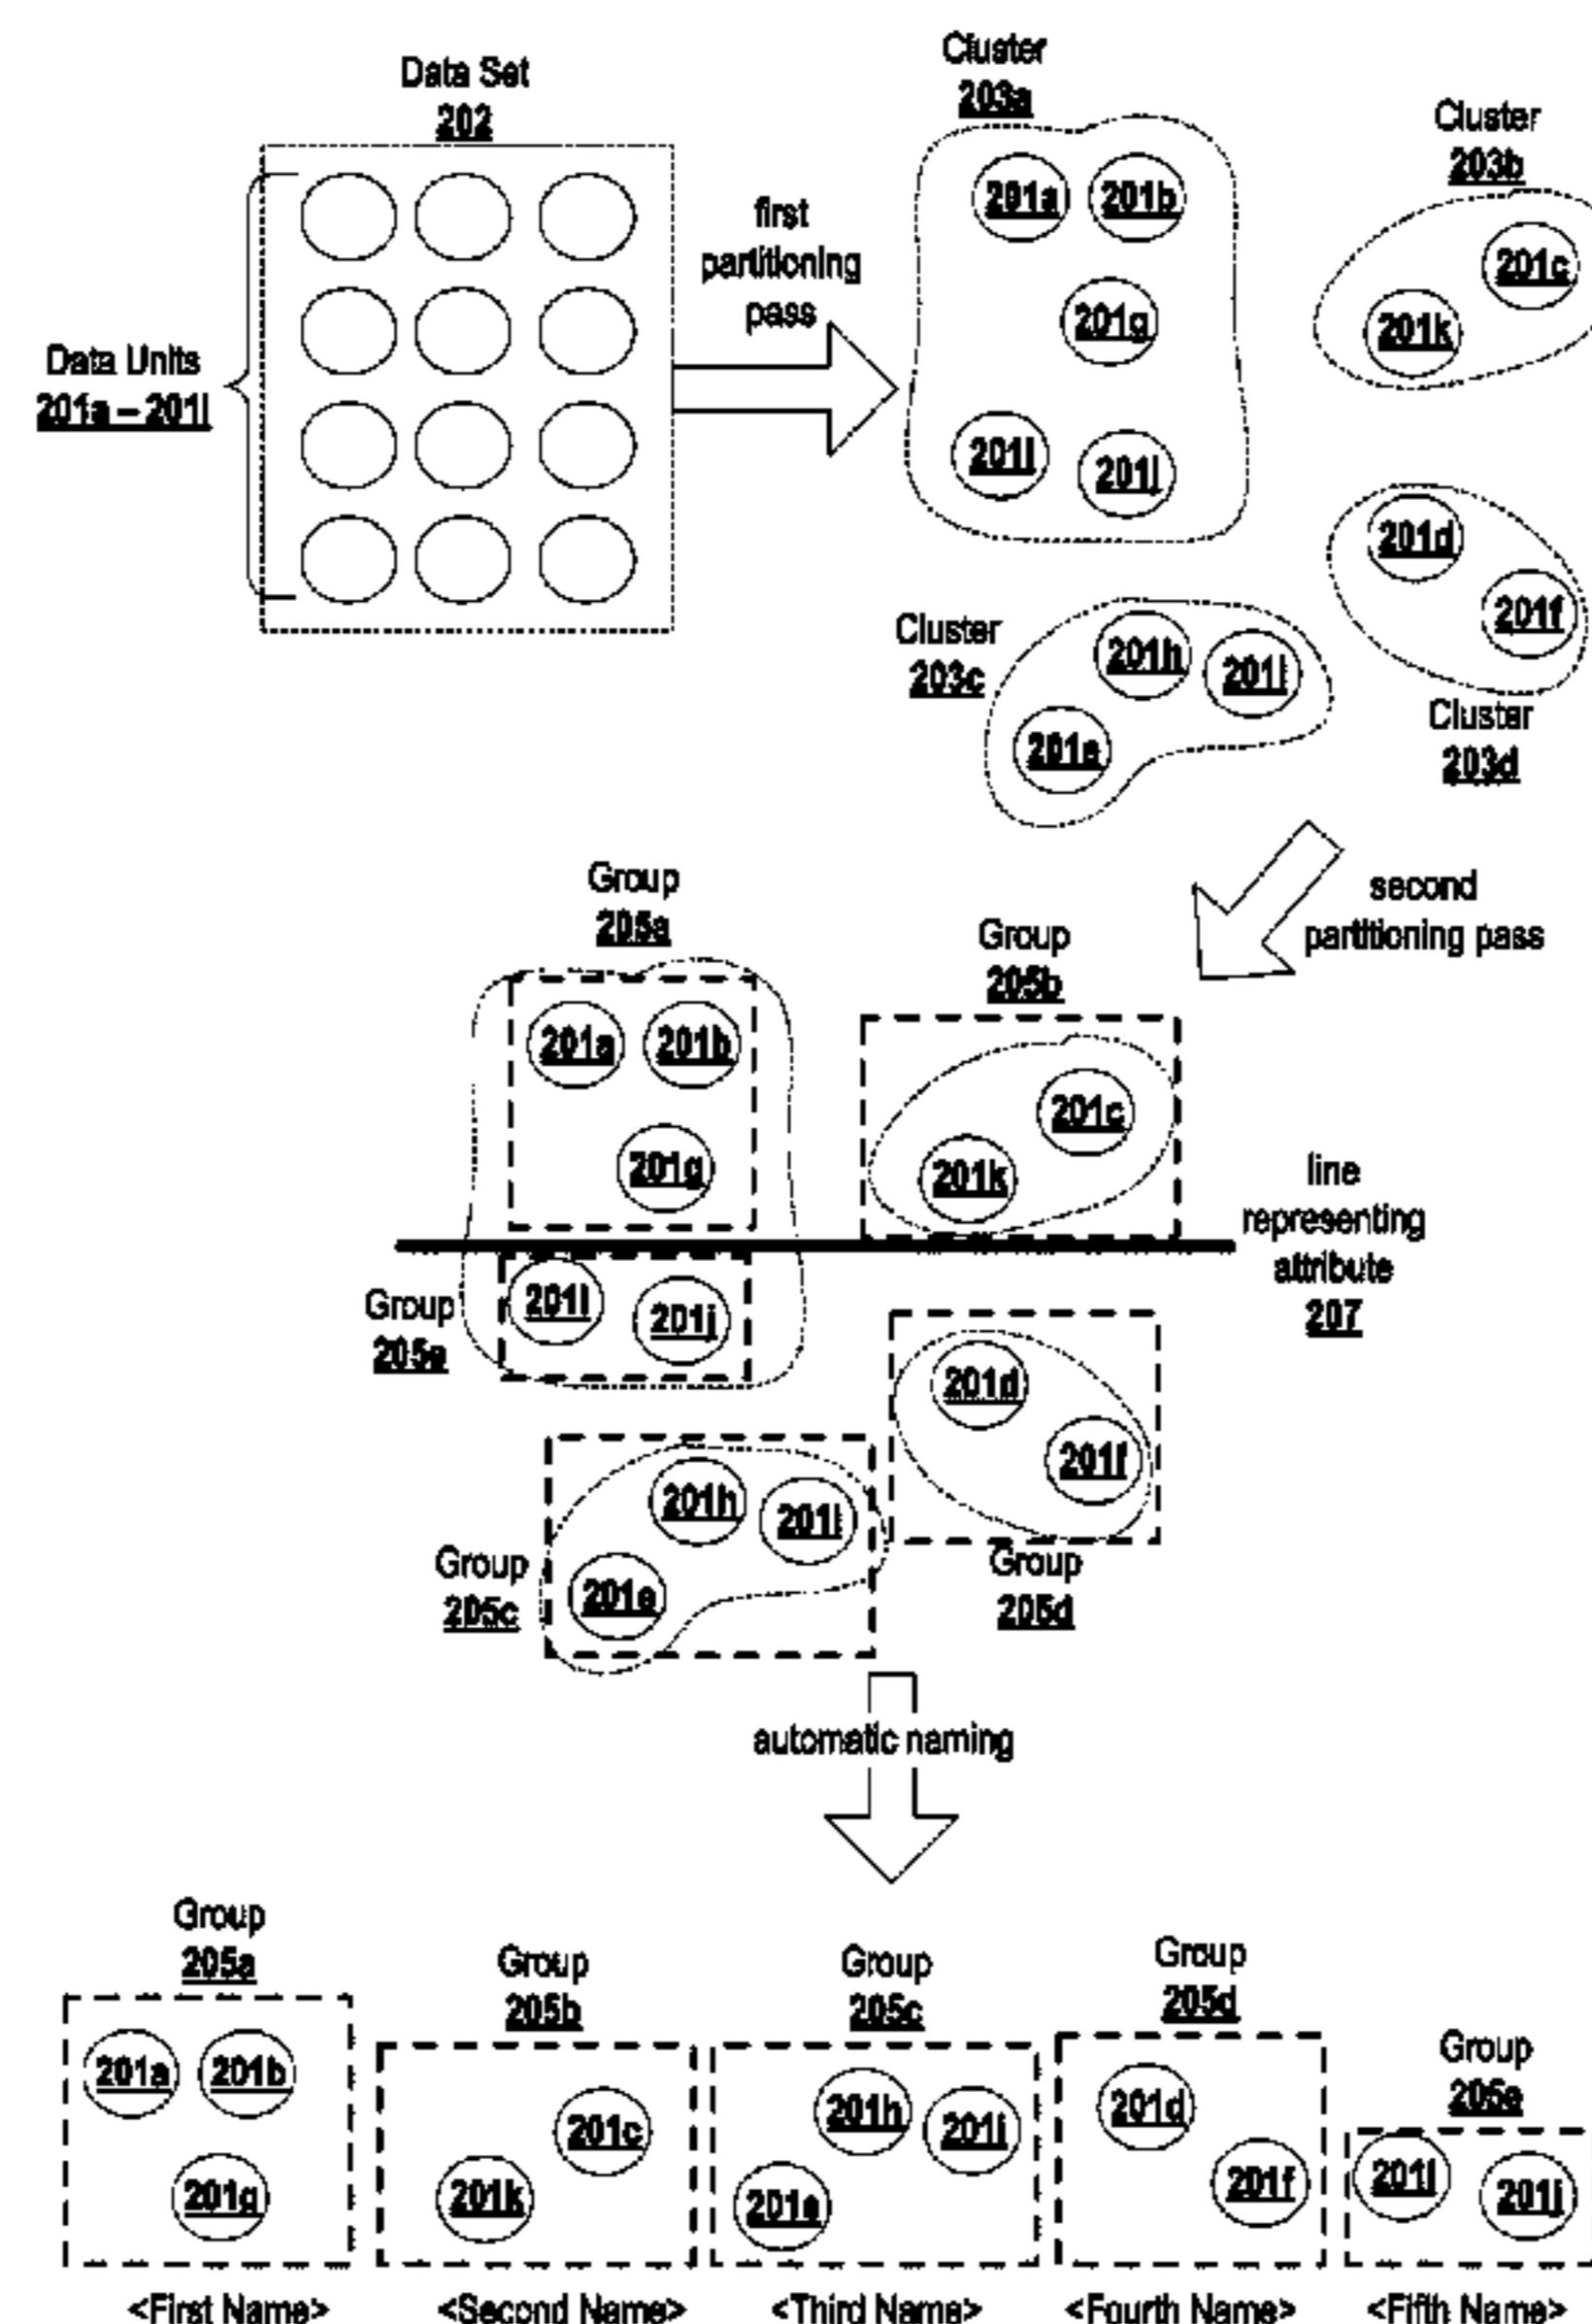 Data Set
202
Data Units
201a – 201l
first
partitioning
pass
Cluster
203a
201a
201b
201g
201l
201j
Cluster
203b
201c
201k
201d
201f
Cluster
203d
Cluster
203c
201h
201i
201e
second
partitioning pass
Group
205a
201a
201b
201g
Group
205b
201c
201k
line
representing
attribute
207
Group
205e
201l
201j
201d
201f
Group
205d
Group
205c
201h
201i
201e
automatic naming
Group
205a
201a
201b
201g
<First Name>
Group
205b
201c
201k
<Second Name>
Group
205c
201h
201i
201e
<Third Name>
Group
205d
201d
201f
<Fourth Name>
Group
205e
201l
201j
<Fifth Name>